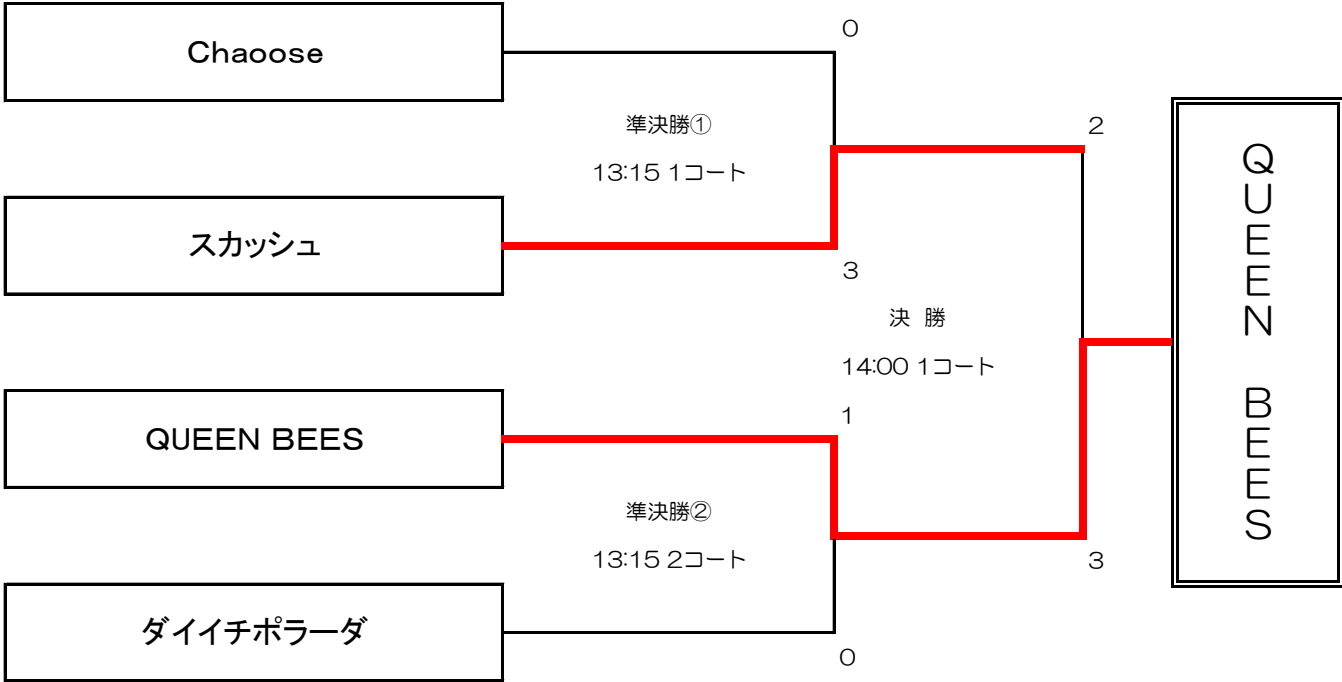 Chaoose
0
準決勝①
13:15 1コート
2
スカッシュ
3
決 勝
14:00 1コート
QUEEN BEES
1
準決勝②
13:15 2コート
3
ダイイチポラーダ
0
QUEEN BEES